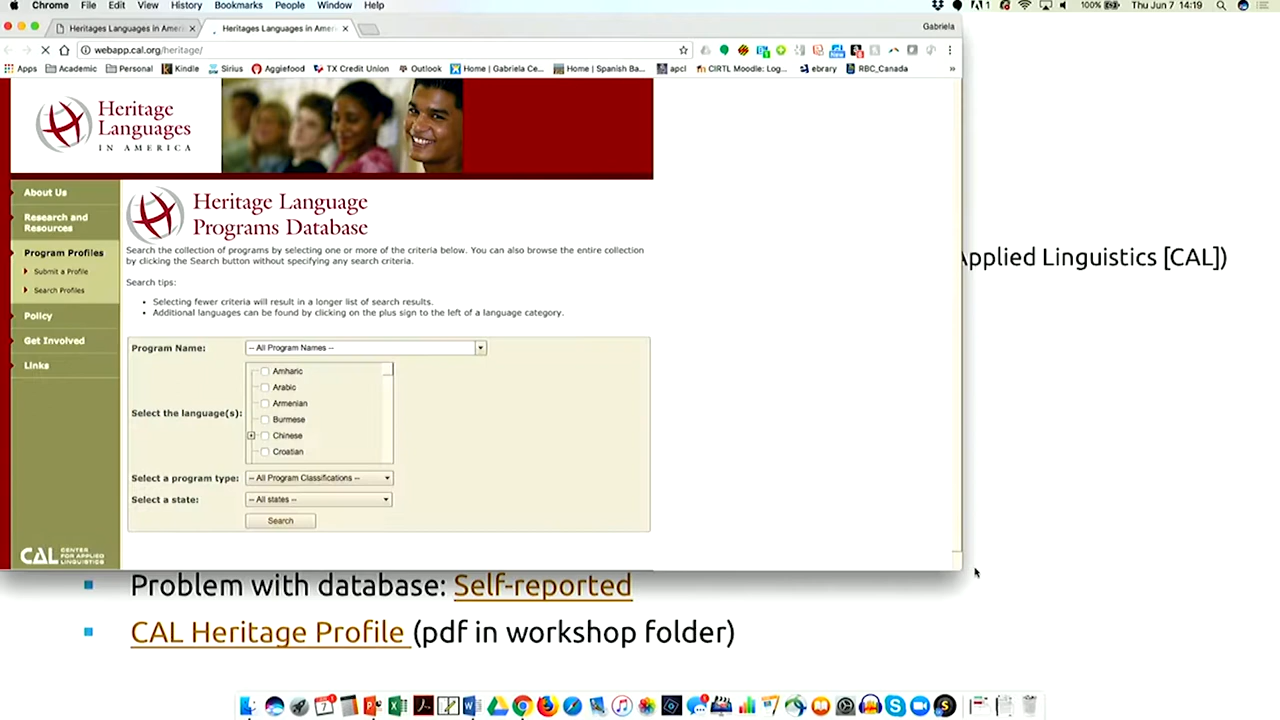 Chrome File Edit View History Bookmarks People Window Help 100% Thu Jun 7 14:19
Heritages Languages in Ameri Heritages Languages in Amer Gabriela
webapp.cal.org/heritage/
Apps Academic Personal Kindle Sirius Aggiefood TX Credit Union Outlook Home | Gabriela Ce... Home | Spanish Ba... apcl CIRTL Moodle: Log... ebrary RBC_Canada »
Heritage
Languages
IN AMERICA
About Us
Research and
Resources
Program Profiles
Submit a Profile
Search Profiles
Policy
Get Involved
Links
CAL CENTER FOR APPLIED LINGUISTICS
Heritage Language
Programs Database
Search the collection of programs by selecting one or more of the criteria below. You can also browse the entire collection
by clicking the Search button without specifying any search criteria.
Search tips:
• Selecting fewer criteria will result in a longer list of search results.
• Additional languages can be found by clicking on the plus sign to the left of a language category.
Program Name: -- All Program Names --
Select the language(s):
Amharic
Arabic
Armenian
Burmese
Chinese
Croatian
Select a program type: -- All Program Classifications --
Select a state: -- All states --
Search
Applied Linguistics [CAL])
Problem with database: Self-reported
CAL Heritage Profile (pdf in workshop folder)